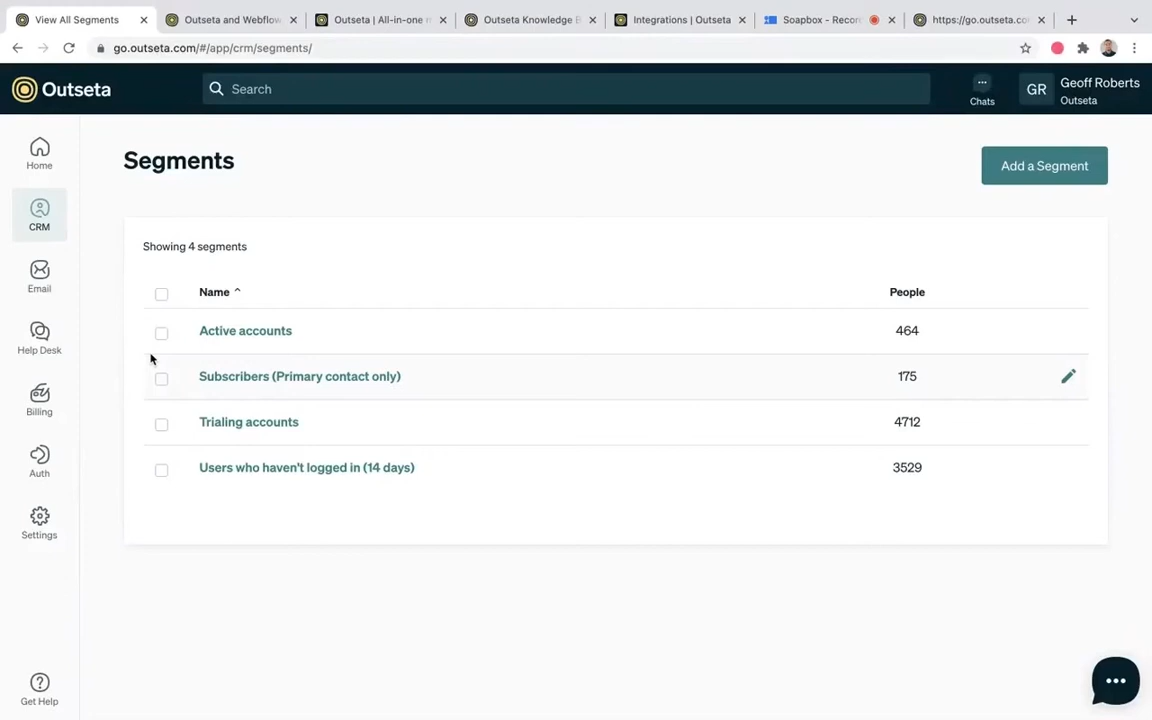 View All Segments
Outseta and Webflow
Outseta | All-in-one m
Outseta Knowledge B
Integrations | Outseta
Soapbox - Recor
https://go.outseta.co
go.outseta.com/#/app/crm/segments/
Outseta
Search
Chats
GR
Geoff Roberts
Outseta
Home
CRM
Email
Help Desk
Billing
Auth
Settings
Get Help
Segments
Add a Segment
Showing 4 segments
Name
People
Active accounts
464
Subscribers (Primary contact only)
175
Trialing accounts
4712
Users who haven't logged in (14 days)
3529